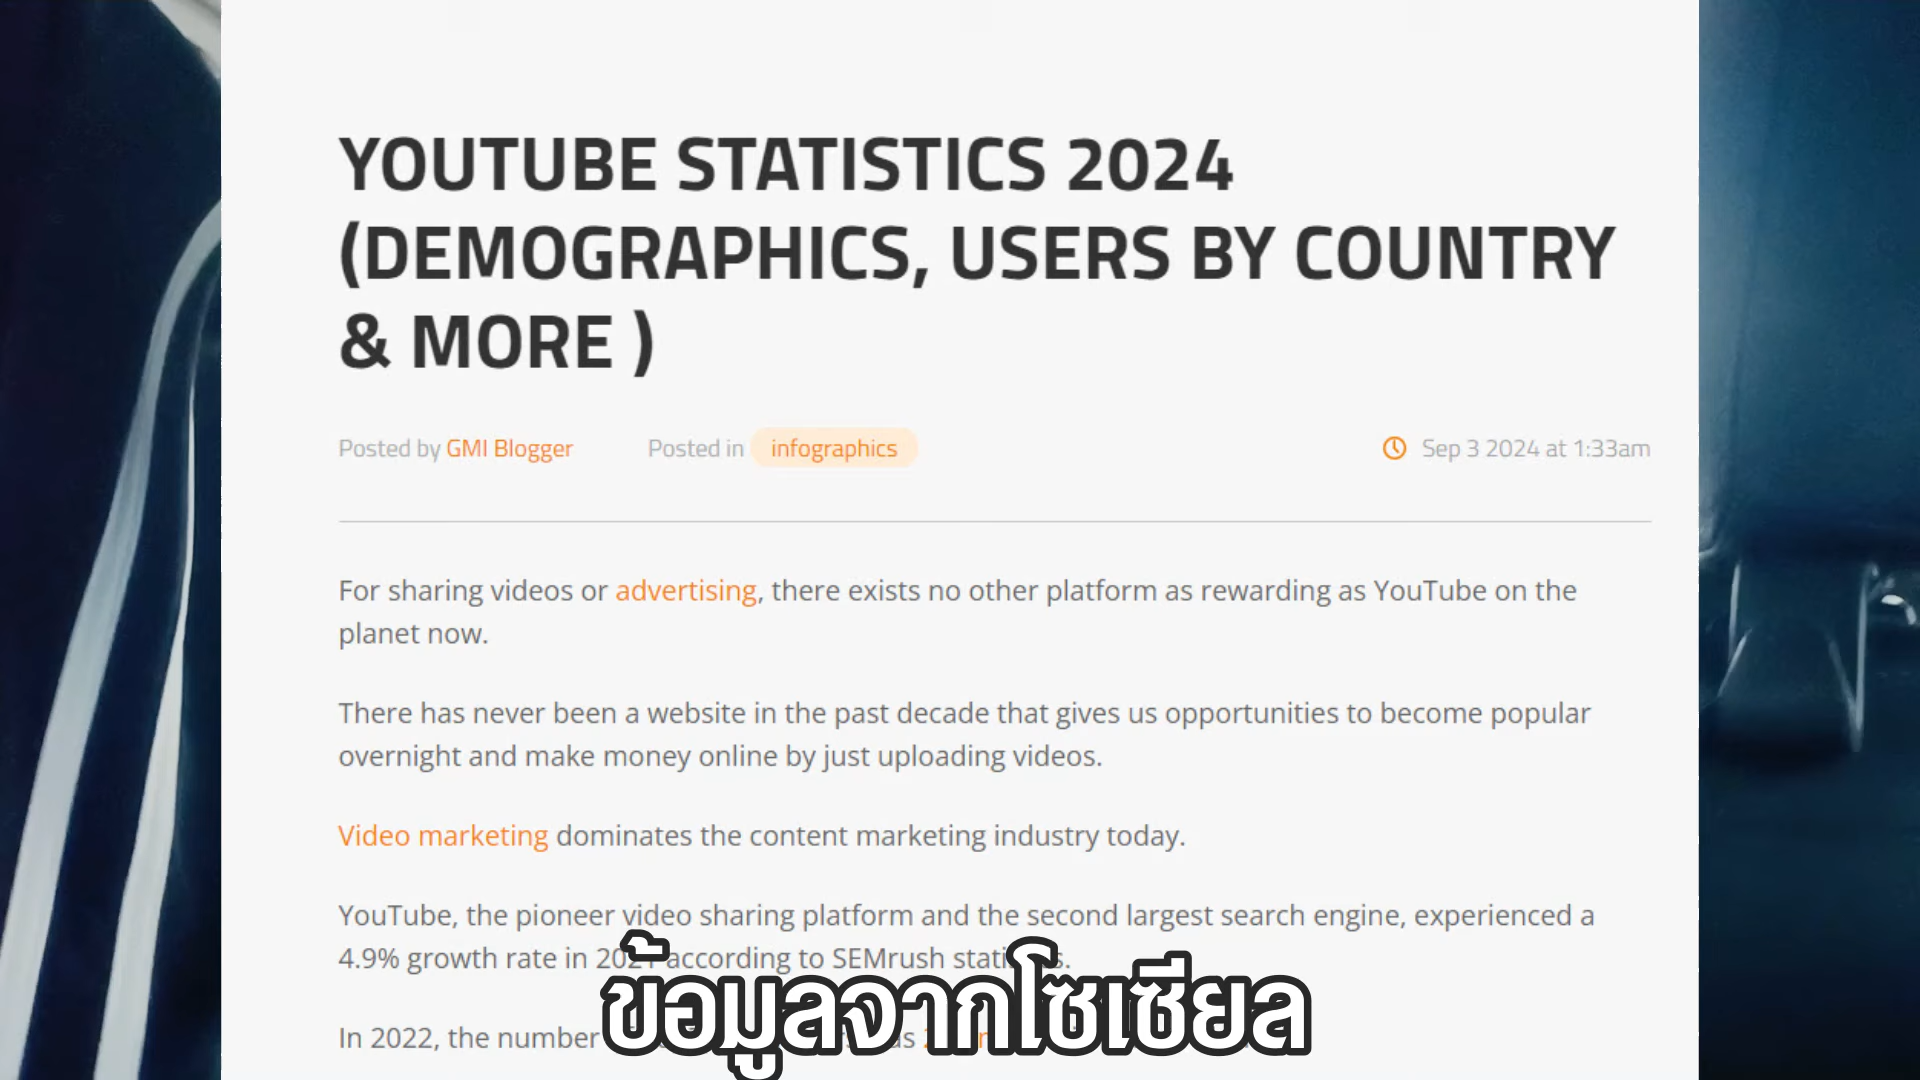 YOUTUBE STATISTICS 2024
(DEMOGRAPHICS, USERS BY COUNTRY
& MORE )
Posted by GMI Blogger Posted in infographics Sep 3 2024 at 1:33am
For sharing videos or advertising, there exists no other platform as rewarding as YouTube on the
planet now.
There has never been a website in the past decade that gives us opportunities to become popular
overnight and make money online by just uploading videos.
Video marketing dominates the content marketing industry today.
YouTube, the pioneer video sharing platform and the second largest search engine, experienced a
4.9% growth rate in 2021 according to SEMrush
In 2022, the number
ข้อมูลจากโซเชียล